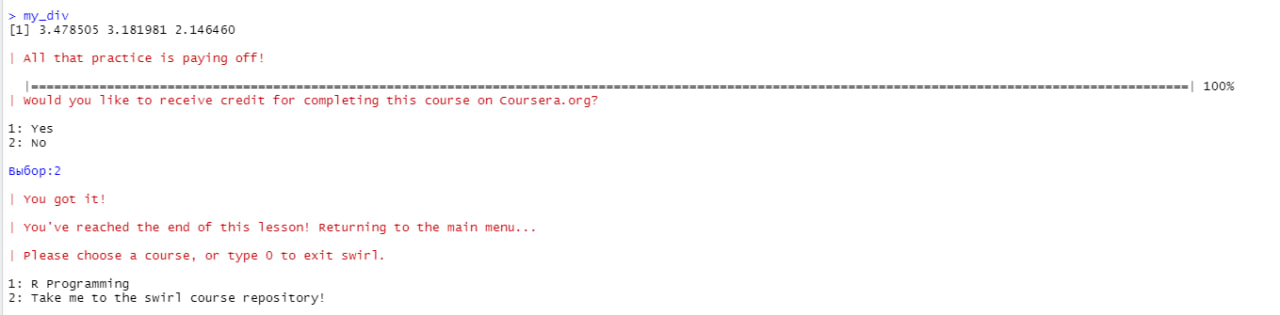 > my_div
[1] 3.478505 3.181981 2.146460
| All that practice is paying off!
|======================================================================================================================================================| 100%
| Would you like to receive credit for completing this course on Coursera.org?
1: Yes
2: No
Выбор:2
| You got it!
| You've reached the end of this lesson! Returning to the main menu...
| Please choose a course, or type 0 to exit swirl.
1: R Programming
2: Take me to the swirl course repository!